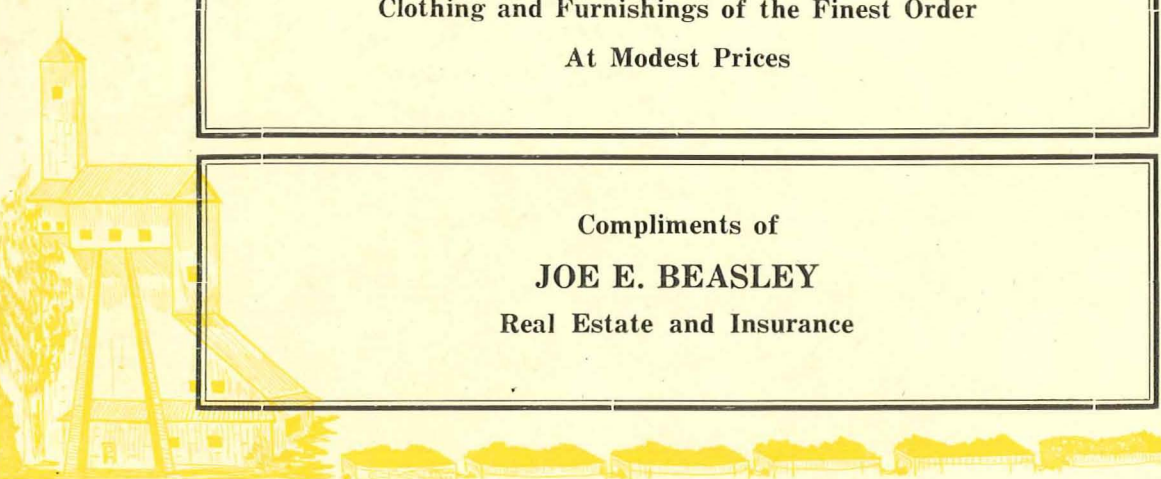 Clothing and Furnishings of the Finest Order
At Modest Prices
Compliments of
JOE E. BEASLEY
Real Estate and Insurance